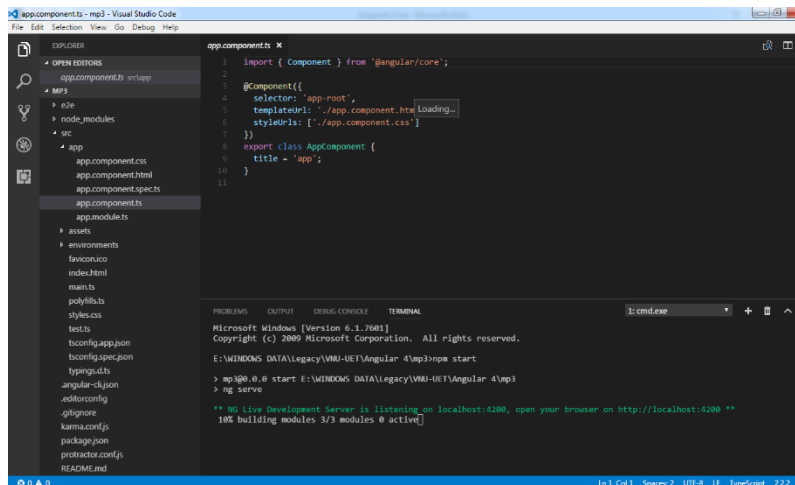 app.component.ts - mp3 - Visual Studio Code
File Edit Selection View Go Debug Help
EXPLORER
OPEN EDITORS
app.component.ts src\app
MP3
e2e
node_modules
src
app
app.component.css
app.component.html
app.component.spec.ts
app.component.ts
app.module.ts
assets
environments
favicon.ico
index.html
main.ts
polyfills.ts
styles.css
test.ts
tsconfig.app.json
tsconfig.spec.json
typings.d.ts
.angular-cli.json
.editorconfig
.gitignore
karma.conf.js
package.json
protractor.conf.js
README.md
app.component.ts
1 import { Component } from '@angular/core';
2
3 @Component({
4 selector: 'app-root',
5 templateUrl: './app.component.htm
Loading...
6 styleUrls: ['./app.component.css']
7 })
8 export class AppComponent {
9 title = 'app';
10 }
11
PROBLEMS OUTPUT DEBUG CONSOLE TERMINAL 1: cmd.exe
Microsoft Windows [Version 6.1.7601]
Copyright (c) 2009 Microsoft Corporation. All rights reserved.
E:\WINDOWS DATA\Legacy\VNU-UET\Angular 4\mp3>npm start
> mp3@0.0.0 start E:\WINDOWS DATA\Legacy\VNU-UET\Angular 4\mp3
> ng serve
** NG Live Development Server is listening on localhost:4200, open your browser on http://localhost:4200 **
10% building modules 3/3 modules 0 active
0 0 Ln 1, Col 1 Spaces: 2 UTF-8 LF TypeScript 2.2.2